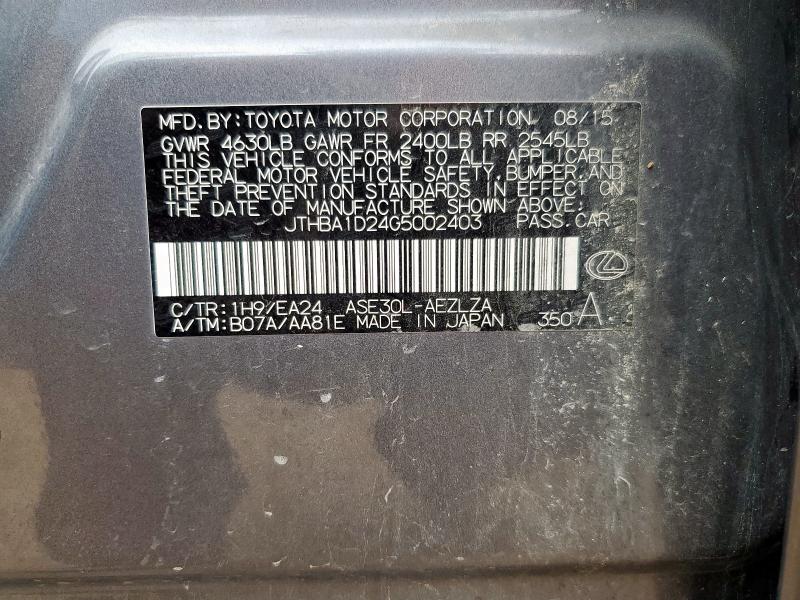 MFD.BY:TOYOTA MOTOR CORPORATION 08/15
GVWR 4630LB GAWR FR 2400LB RR 2545LB
THIS VEHICLE CONFORMS TO ALL APPLICABLE
FEDERAL MOTOR VEHICLE SAFETY,BUMPER,AND
THEFT PREVENTION STANDARDS IN EFFECT ON
THE DATE OF MANUFACTURE SHOWN ABOVE.
JTHBA1D24G5002403 PASS.CAR
C/TR:1H9/EA24 ASE30L-AEZLZA
A/TM:B07A/AA81E MADE IN JAPAN 350 A